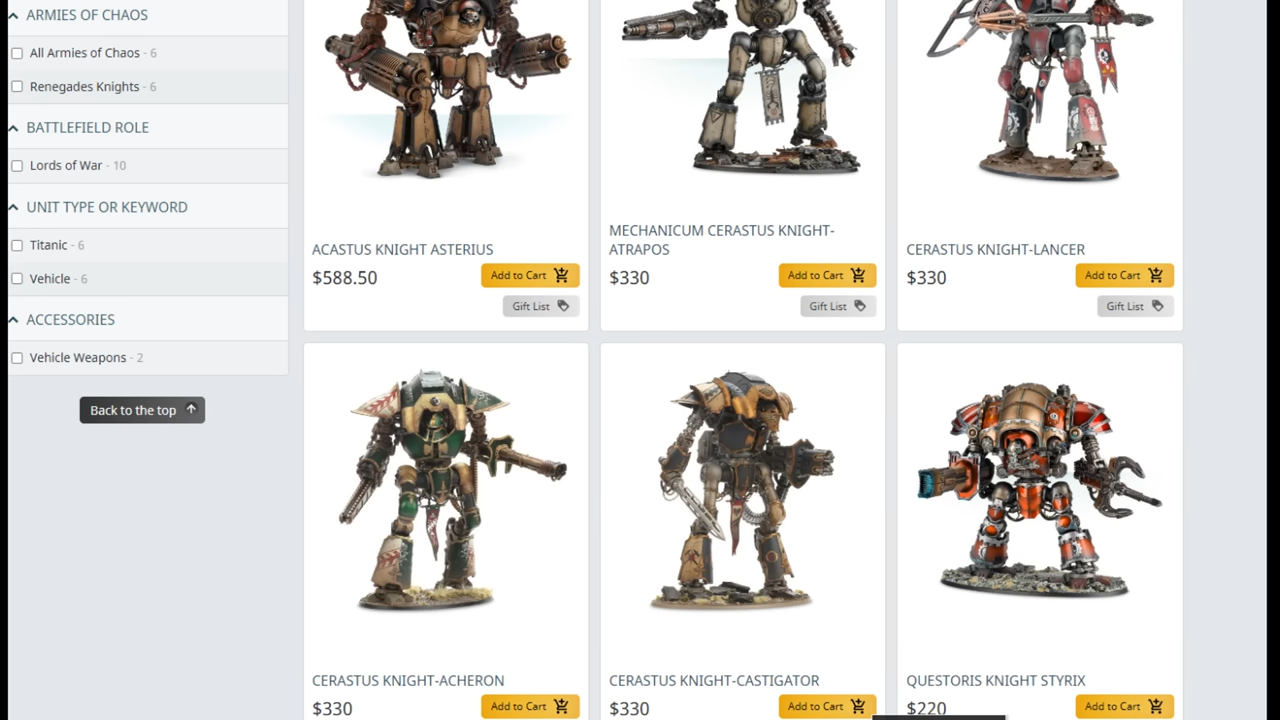 ARMIES OF CHAOS
All Armies of Chaos - 6
Renegades Knights - 6
BATTLEFIELD ROLE
Lords of War - 10
UNIT TYPE OR KEYWORD
Titanic - 6
Vehicle - 6
ACCESSORIES
Vehicle Weapons - 2
Back to the top
ACASTUS KNIGHT ASTERIUS
$588.50
Add to Cart
Gift List
MECHANICUM CERASTUS KNIGHT-
ATRAPOS
$330
Add to Cart
Gift List
CERASTUS KNIGHT-LANCER
$330
Add to Cart
Gift List
CERASTUS KNIGHT-ACHERON
$330
Add to Cart
CERASTUS KNIGHT-CASTIGATOR
$330
Add to Cart
QUESTORIS KNIGHT STYRIX
$220
Add to Cart